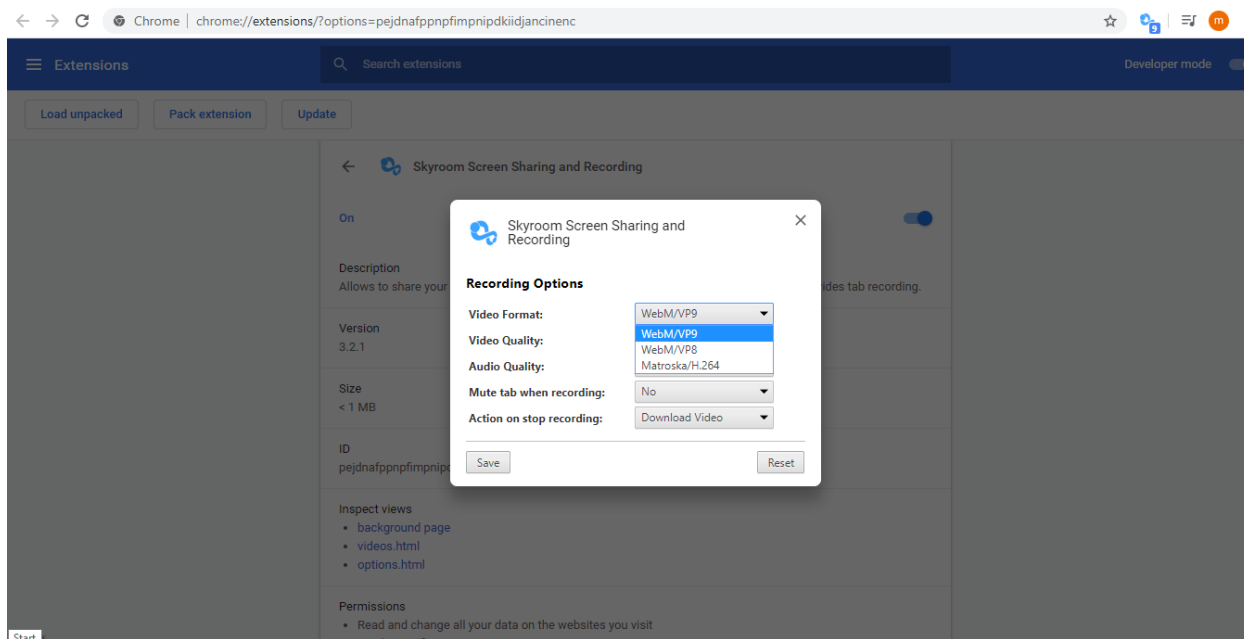 Chrome | chrome://extensions/?options=pejdnafppnpfimpnipdkiidjancinenc
9
m
Extensions
Search extensions
Developer mode
Load unpacked
Pack extension
Update
Skyroom Screen Sharing and Recording
On
Description
Allows to share your
ides tab recording.
Version
3.2.1
Size
< 1 MB
ID
pejdnafppnpfimpnip
Inspect views
• background page
• videos.html
• options.html
Permissions
• Read and change all your data on the websites you visit
Skyroom Screen Sharing and
Recording
Recording Options
Video Format: WebM/VP9
WebM/VP9
Video Quality:
WebM/VP8
Matroska/H.264
Audio Quality:
Mute tab when recording: No
Action on stop recording: Download Video
Save
Reset
Start